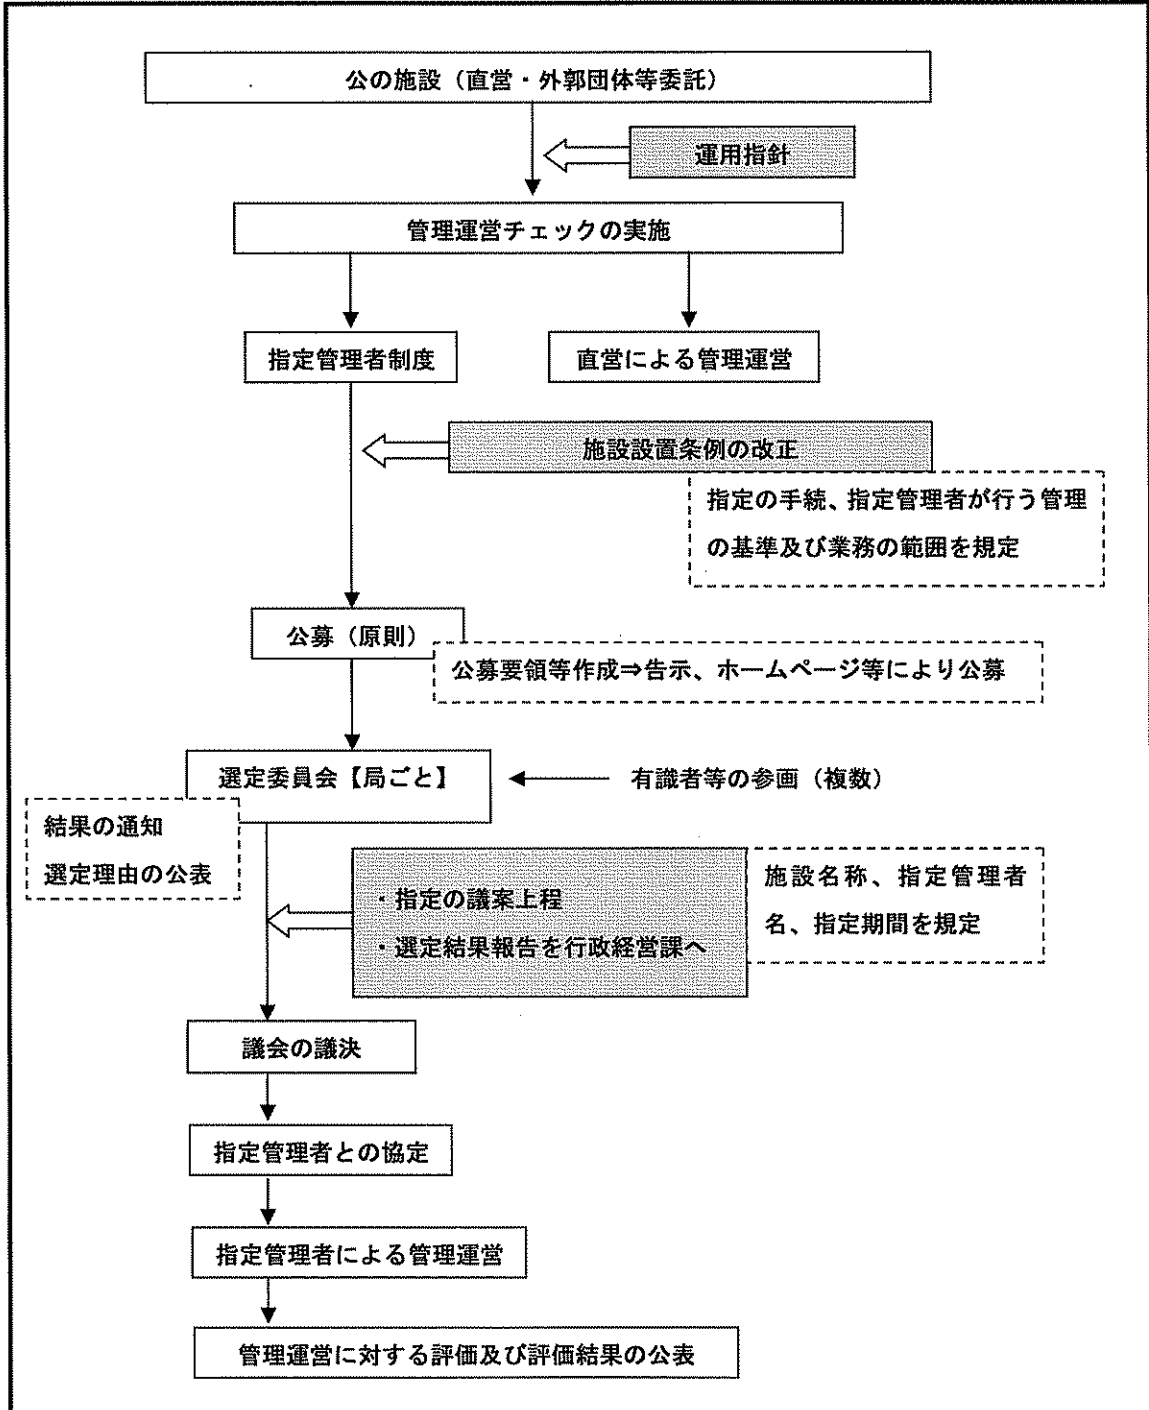 公の施設（直営・外郭団体等委託）
運用指針
管理運営チェックの実施
指定管理者制度
直営による管理運営
施設設置条例の改正
指定の手続、指定管理者が行う管理
の基準及び業務の範囲を規定
公募（原則）
公募要領等作成⇒告示、ホームページ等により公募
選定委員会【局ごと】
有識者等の参画（複数）
結果の通知
選定理由の公表
・指定の議案上程
・選定結果報告を行政経営課へ
施設名称、指定管理者
名、指定期間を規定
議会の議決
指定管理者との協定
指定管理者による管理運営
管理運営に対する評価及び評価結果の公表